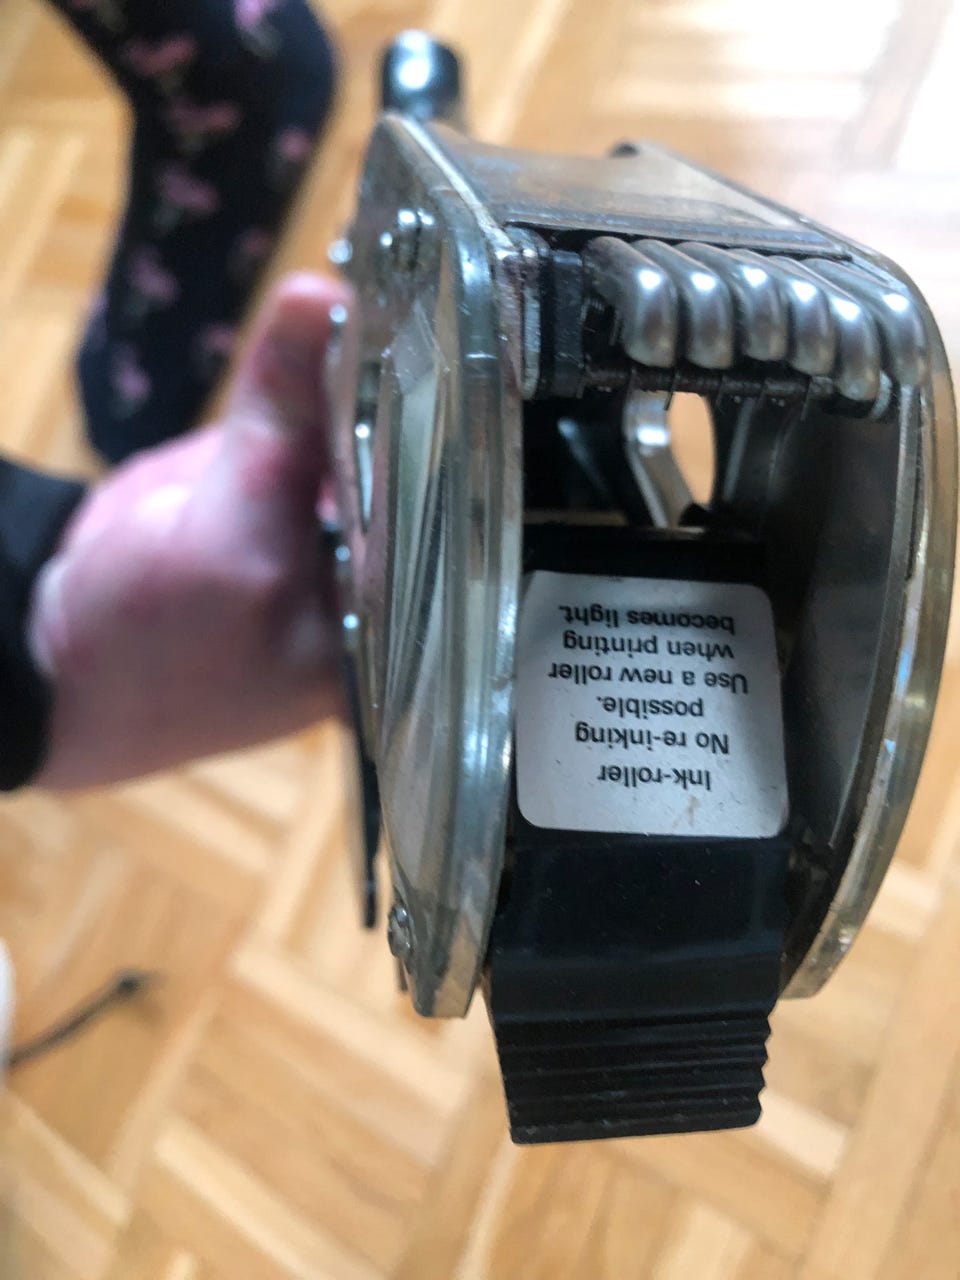 Ink-roller
No re-inking
possible.
Use a new roller
when printing
becomes light.